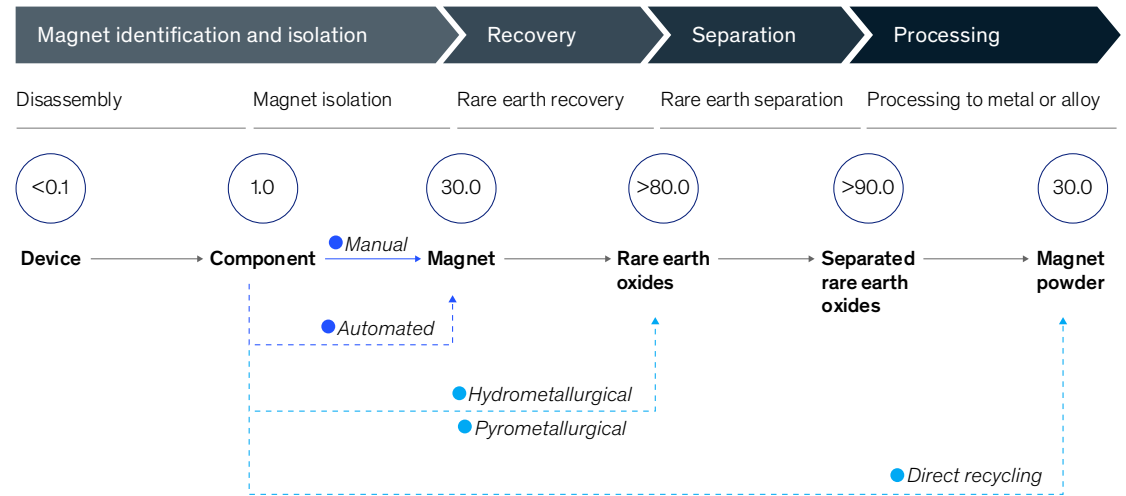 Magnet identification and isolation
Recovery
Separation
Processing
Disassembly
Magnet isolation
Rare earth recovery
Rare earth separation
Processing to metal or alloy
<0.1
1.0
30.0
>80.0
>90.0
30.0
Device
Component
Manual
Magnet
Rare earth
oxides
Separated
rare earth
oxides
Magnet
powder
Automated
Hydrometallurgical
Pyrometallurgical
Direct recycling